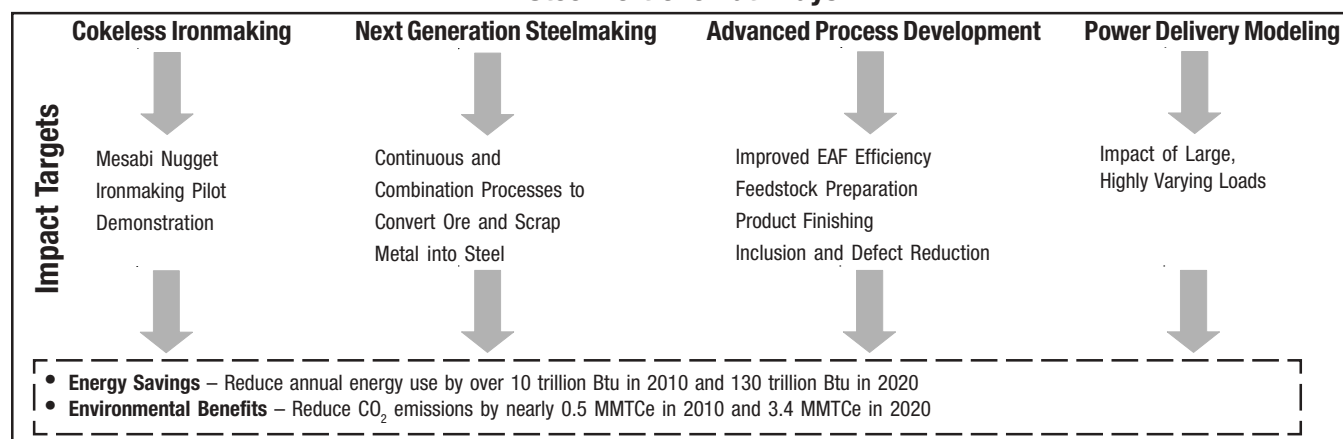 Cokeless Ironmaking
Next Generation Steelmaking
Advanced Process Development
Power Delivery Modeling
Impact Targets
Mesabi Nugget
Ironmaking Pilot
Demonstration
Continuous and
Combination Processes to
Convert Ore and Scrap
Metal into Steel
Improved EAF Efficiency
Feedstock Preparation
Product Finishing
Inclusion and Defect Reduction
Impact of Large,
Highly Varying Loads
• Energy Savings – Reduce annual energy use by over 10 trillion Btu in 2010 and 130 trillion Btu in 2020
• Environmental Benefits – Reduce CO₂ emissions by nearly 0.5 MMTCe in 2010 and 3.4 MMTCe in 2020